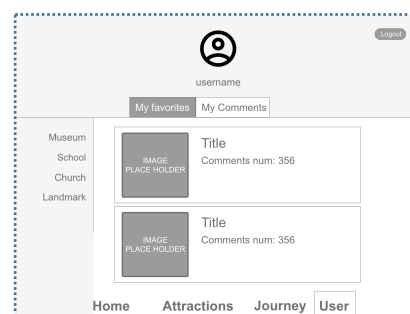 Logout
username
My favorites My Comments
Museum
School
Church
Landmark
IMAGE
PLACE HOLDER
Title
Comments num: 356
IMAGE
PLACE HOLDER
Title
Comments num: 356
Home Attractions Journey User